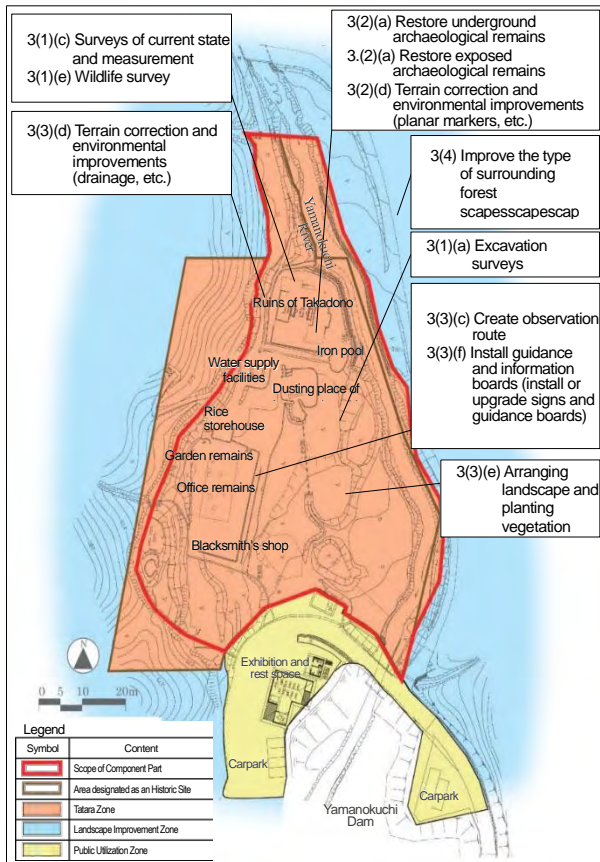 3(1)(c) Surveys of current state
and measurement
3(1)(e) Wildlife survey
3(3)(d) Terrain correction and
environmental
improvements
(drainage, etc.)
3(2)(a) Restore underground
archaeological remains
3.(2)(a) Restore exposed
archaeological remains
3(2)(d) Terrain correction and
environmental improvements
(planar markers, etc.)
3(4) Improve the type
of surrounding
forest
scapesscapescap
3(1)(a) Excavation
surveys
3(3)(c) Create observation
route
3(3)(f) Install guidance
and information
boards (install or
upgrade signs and
guidance boards)
3(3)(e) Arranging
landscape and
planting
vegetation
Yamanokuchi
River
Ruins of Takadono
Iron pool
Water supply
facilities
Dusting place of
Rice
storehouse
Garden remains
Office remains
Blacksmith's shop
Exhibition and
rest space
Carpark
Carpark
Yamanokuchi
Dam
N
0 5 10 20m
Legend
Symbol Content
Scope of Component Part
Area designated as an Historic Site
Tatara Zone
Landscape Improvement Zone
Public Utilization Zone